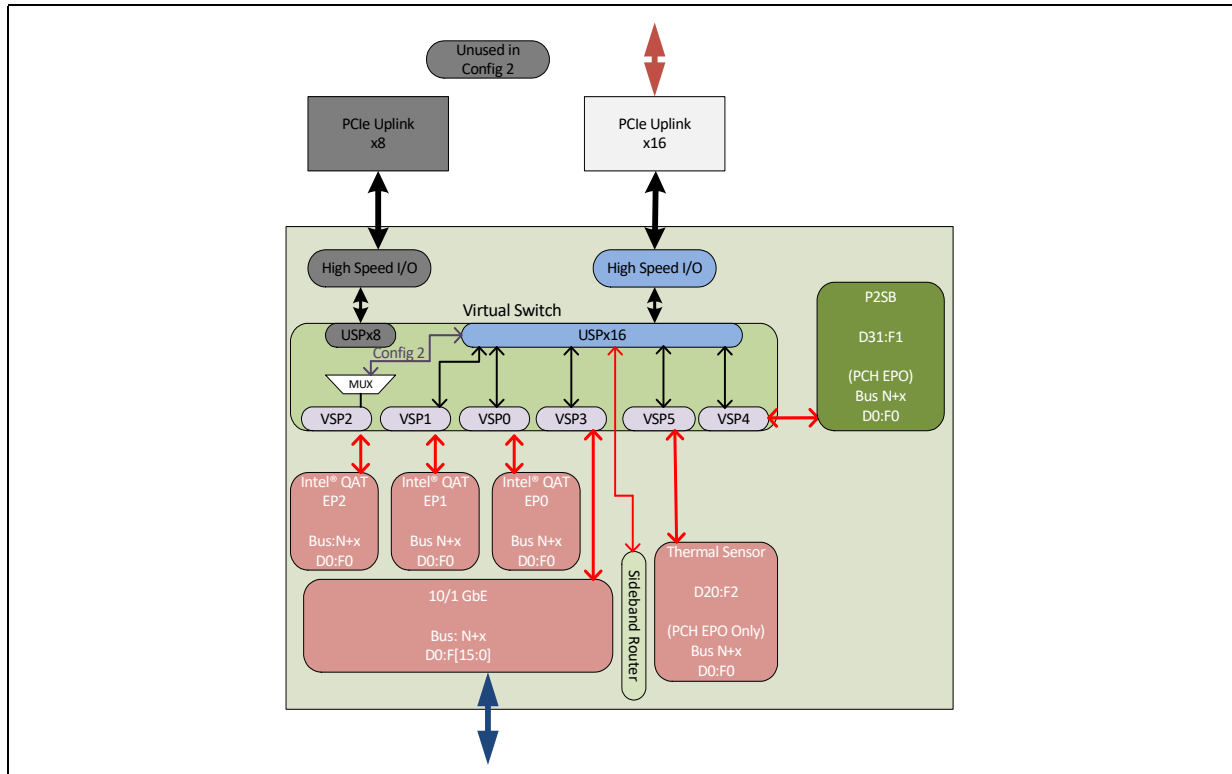 Unused in
Config 2
PCIe Uplink
x8
PCIe Uplink
x16
High Speed I/O
High Speed I/O
Virtual Switch
USPx8
USPx16
Config 2
MUX
VSP2
VSP1
VSP0
VSP3
VSP5
VSP4
P2SB
D31:F1
(PCH EPO)
Bus N+x
D0:F0
Intel® QAT
EP2
Bus:N+x
D0:F0
Intel® QAT
EP1
Bus N+x
D0:F0
Intel® QAT
EP0
Bus N+x
D0:F0
10/1 GbE
Bus: N+x
D0:F[15:0]
Sideband Router
Thermal Sensor
D20:F2
(PCH EPO Only)
Bus N+x
D0:F0